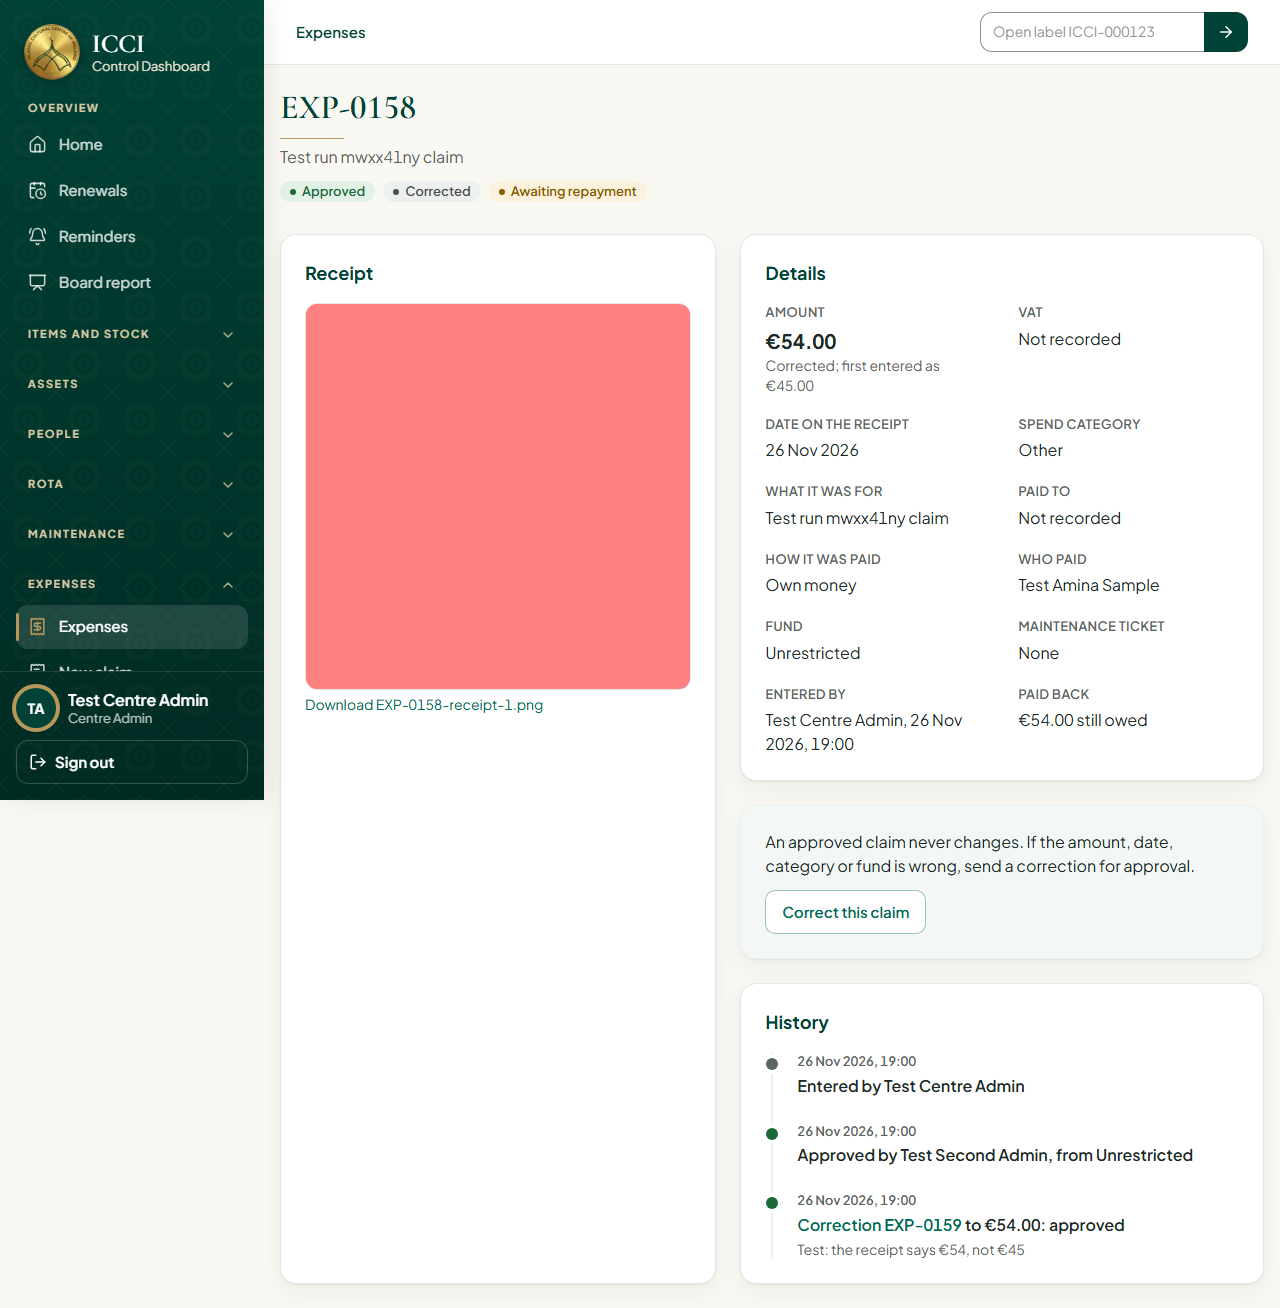 ICCI
Control Dashboard
OVERVIEW
Home
Renewals
Reminders
Board report
ITEMS AND STOCK
ASSETS
PEOPLE
ROTA
MAINTENANCE
EXPENSES
Expenses
New claim
TA
Test Centre Admin
Centre Admin
Sign out
Expenses
Open label ICCI-000123
EXP-0158
Test run mwxx41ny claim
Approved
Corrected
Awaiting repayment
Receipt
Download EXP-0158-receipt-1.png
Details
AMOUNT
€54.00
Corrected; first entered as
€45.00
VAT
Not recorded
DATE ON THE RECEIPT
26 Nov 2026
SPEND CATEGORY
Other
WHAT IT WAS FOR
Test run mwxx41ny claim
PAID TO
Not recorded
HOW IT WAS PAID
Own money
WHO PAID
Test Amina Sample
FUND
Unrestricted
MAINTENANCE TICKET
None
ENTERED BY
Test Centre Admin, 26 Nov
2026, 19:00
PAID BACK
€54.00 still owed
An approved claim never changes. If the amount, date,
category or fund is wrong, send a correction for approval.
Correct this claim
History
26 Nov 2026, 19:00
Entered by Test Centre Admin
26 Nov 2026, 19:00
Approved by Test Second Admin, from Unrestricted
26 Nov 2026, 19:00
Correction EXP-0159 to €54.00: approved
Test: the receipt says €54, not €45